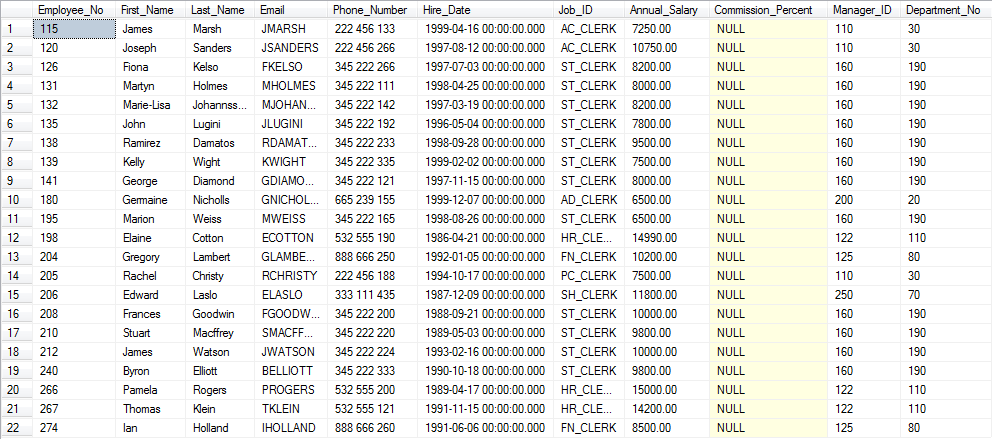 Employee_No First_Name Last_Name Email Phone_Number Hire_Date Job_ID Annual_Salary Commission_Percent Manager_ID Department_No
1 115 James Marsh JMARSH 222 456 133 1999-04-16 00:00:00.000 AC_CLERK 7250.00 NULL 110 30
2 120 Joseph Sanders JSANDERS 222 456 266 1997-08-12 00:00:00.000 AC_CLERK 10750.00 NULL 110 30
3 126 Fiona Kelso FKELSO 345 222 266 1997-07-03 00:00:00.000 ST_CLERK 8200.00 NULL 160 190
4 131 Martyn Holmes MHOLMES 345 222 111 1998-04-25 00:00:00.000 ST_CLERK 8000.00 NULL 160 190
5 132 Marie-Lisa Johannss... MJOHAN... 345 222 142 1997-03-19 00:00:00.000 ST_CLERK 8200.00 NULL 160 190
6 135 John Lugini JLUGINI 345 222 192 1996-05-04 00:00:00.000 ST_CLERK 7800.00 NULL 160 190
7 138 Ramirez Damatos RDAMAT... 345 222 233 1998-09-28 00:00:00.000 ST_CLERK 9500.00 NULL 160 190
8 139 Kelly Wight KWIGHT 345 222 335 1999-02-02 00:00:00.000 ST_CLERK 7500.00 NULL 160 190
9 141 George Diamond GDIAMO... 345 222 121 1997-11-15 00:00:00.000 ST_CLERK 8000.00 NULL 160 190
10 180 Germaine Nicholls GNICHOL... 665 239 155 1999-12-07 00:00:00.000 AD_CLERK 6500.00 NULL 200 20
11 195 Marion Weiss MWEISS 345 222 165 1998-08-26 00:00:00.000 ST_CLERK 6500.00 NULL 160 190
12 198 Elaine Cotton ECOTTON 532 555 190 1986-04-21 00:00:00.000 HR_CLE... 14990.00 NULL 122 110
13 204 Gregory Lambert GLAMBE... 888 666 250 1992-01-05 00:00:00.000 FN_CLERK 10200.00 NULL 125 80
14 205 Rachel Christy RCHRISTY 222 456 188 1994-10-17 00:00:00.000 PC_CLERK 7500.00 NULL 110 30
15 206 Edward Laslo ELASLO 333 111 435 1987-12-09 00:00:00.000 SH_CLERK 11800.00 NULL 250 70
16 208 Frances Goodwin FGOODW... 345 222 200 1988-09-21 00:00:00.000 ST_CLERK 10000.00 NULL 160 190
17 210 Stuart Macffrey SMACFF... 345 222 220 1989-05-03 00:00:00.000 ST_CLERK 9800.00 NULL 160 190
18 212 James Watson JWATSON 345 222 224 1993-02-16 00:00:00.000 ST_CLERK 10000.00 NULL 160 190
19 240 Byron Elliott BELLIOTT 345 222 333 1990-10-18 00:00:00.000 ST_CLERK 9800.00 NULL 160 190
20 266 Pamela Rogers PROGERS 532 555 200 1989-04-17 00:00:00.000 HR_CLE... 15000.00 NULL 122 110
21 267 Thomas Klein TKLEIN 532 555 121 1991-11-15 00:00:00.000 HR_CLE... 14200.00 NULL 122 110
22 274 Ian Holland IHOLLAND 888 666 260 1991-06-06 00:00:00.000 FN_CLERK 8500.00 NULL 125 80